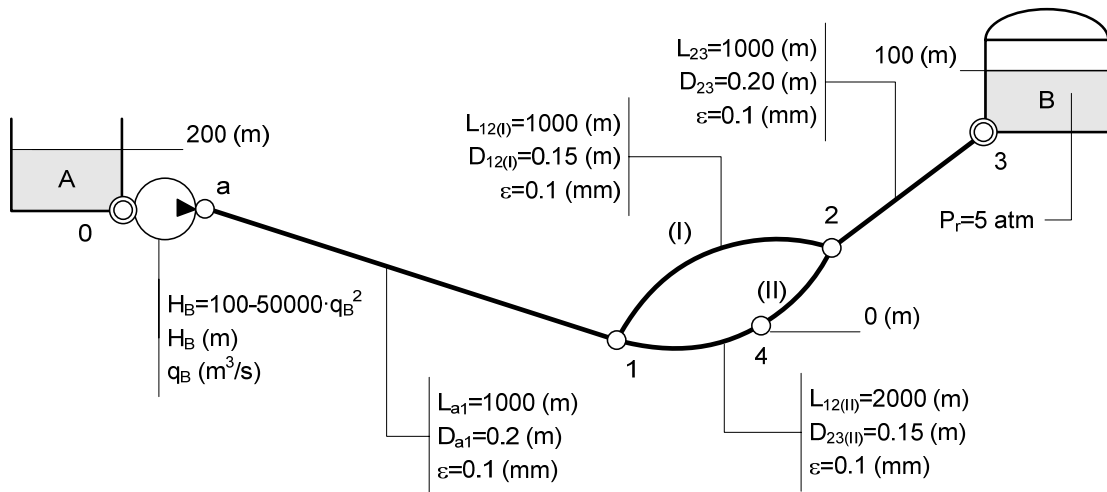 L23=1000 (m)
D23=0.20 (m)
ε=0.1 (mm)
100 (m)
B
3
Pr=5 atm
L12(I)=1000 (m)
D12(I)=0.15 (m)
ε=0.1 (mm)
200 (m)
A
0
a
2
(I)
(II)
0 (m)
1
4
HB=100-50000·qB²
HB (m)
qB (m³/s)
La1=1000 (m)
Da1=0.2 (m)
ε=0.1 (mm)
L12(II)=2000 (m)
D23(II)=0.15 (m)
ε=0.1 (mm)